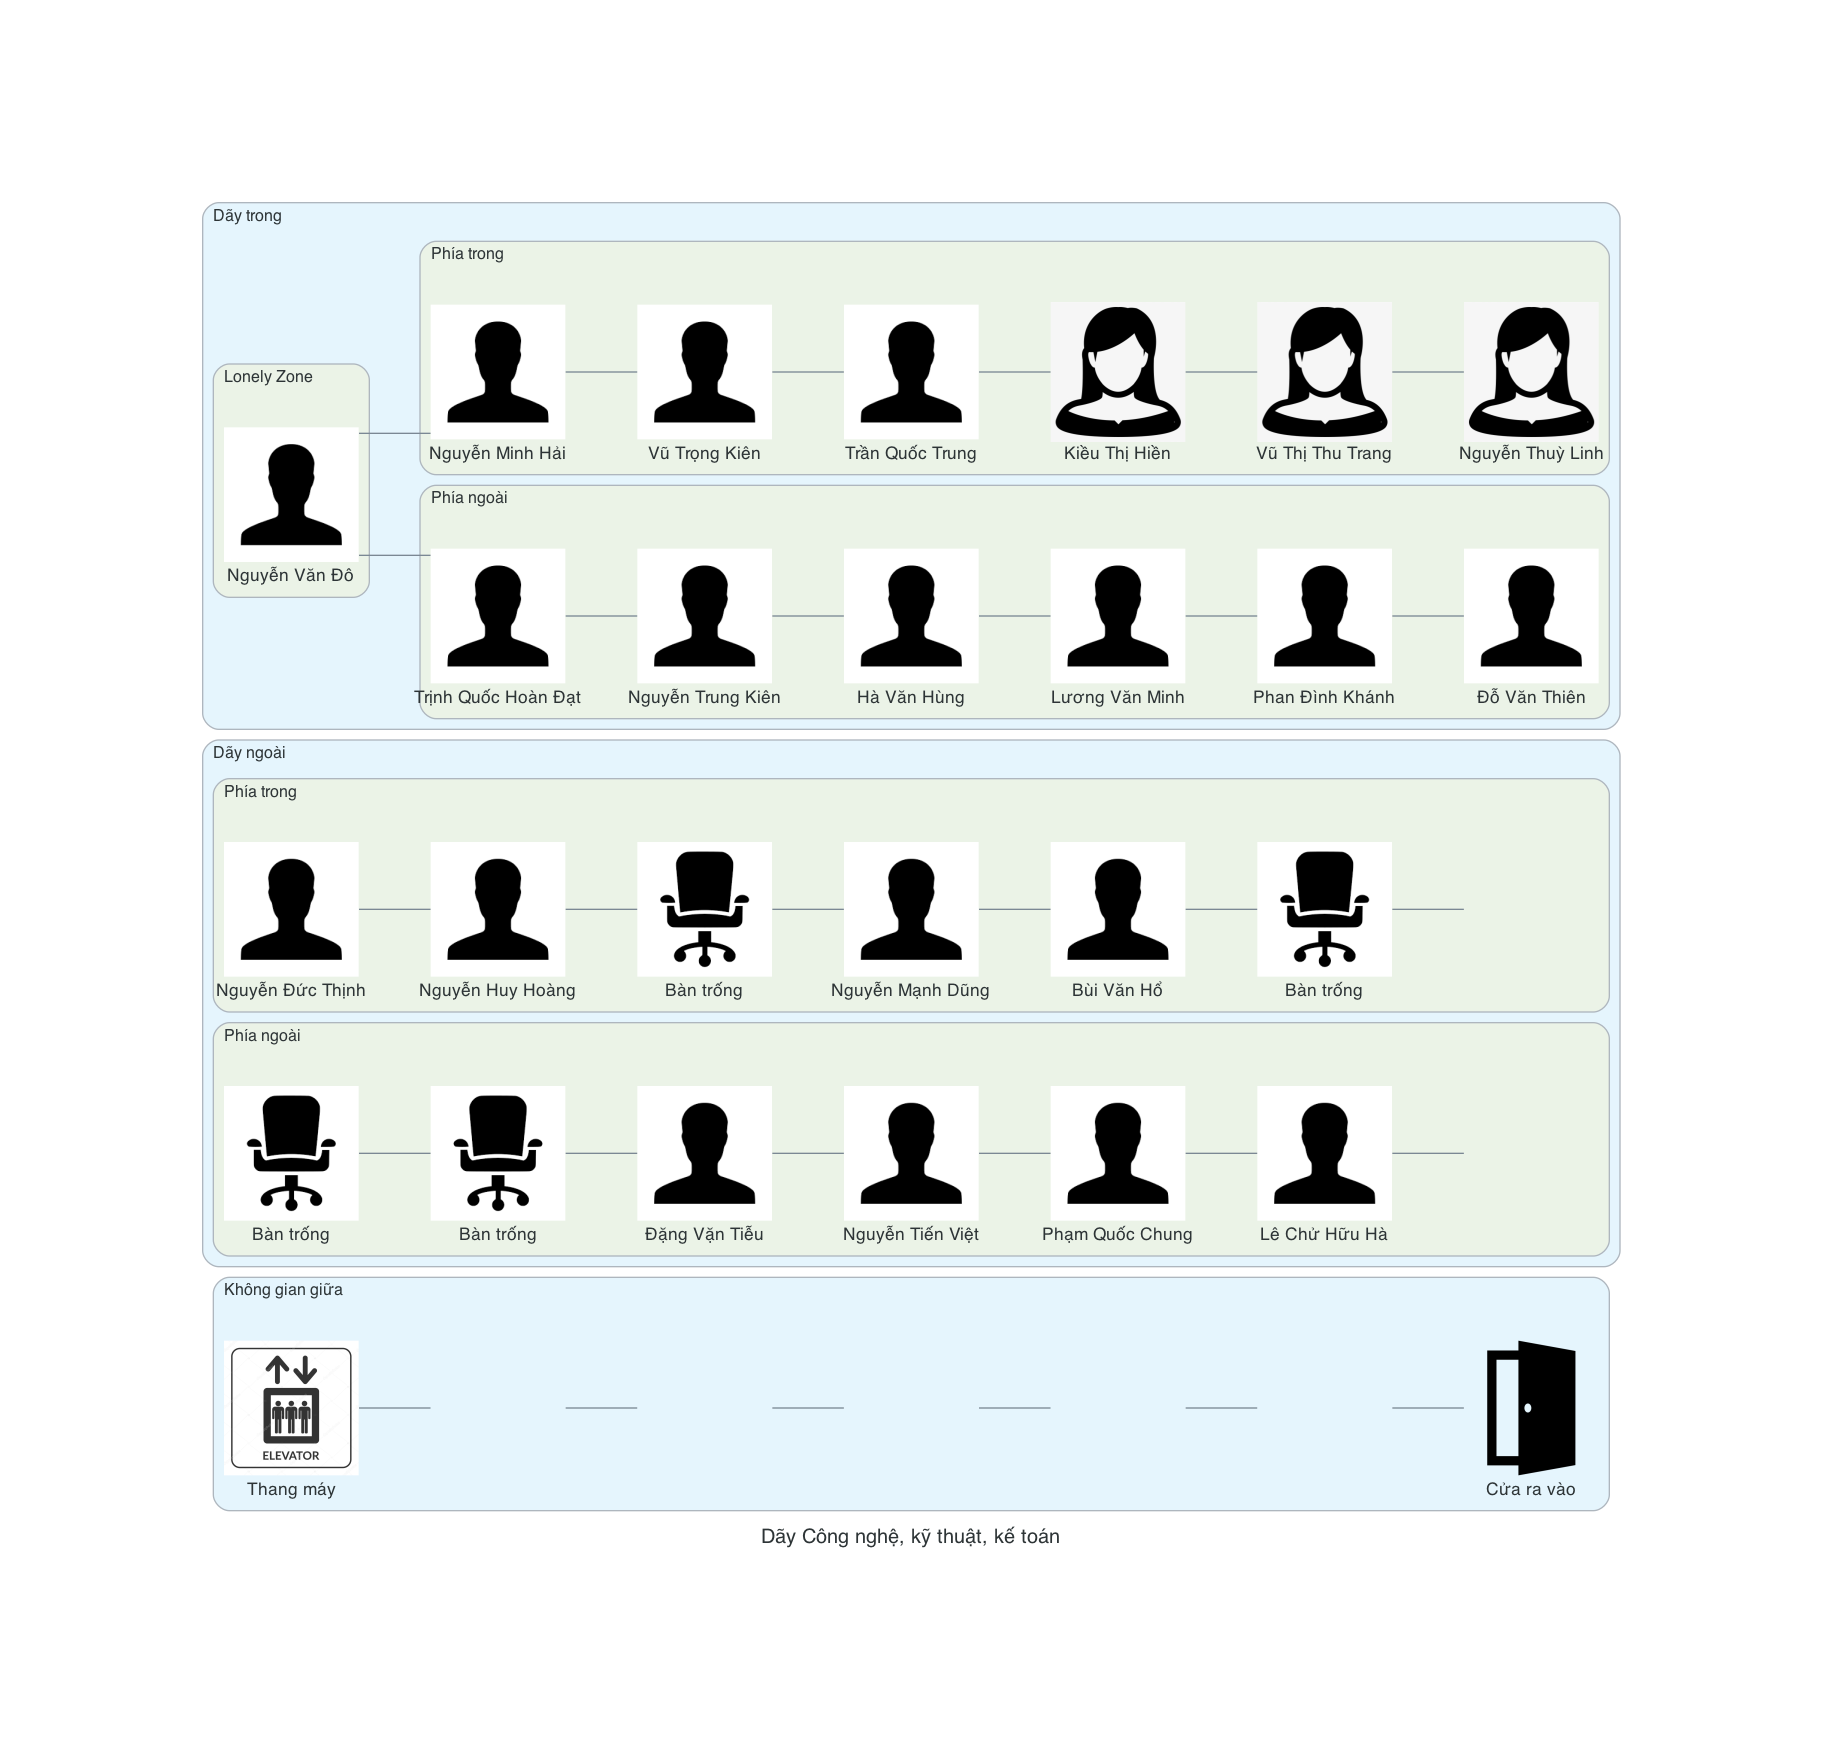 Dãy trong
Phía trong
Nguyễn Minh Hải
Vũ Trọng Kiên
Trần Quốc Trung
Kiều Thị Hiền
Vũ Thị Thu Trang
Nguyễn Thuỳ Linh
Lonely Zone
Nguyễn Văn Đô
Phía ngoài
Trịnh Quốc Hoàn Đạt
Nguyễn Trung Kiên
Hà Văn Hùng
Lương Văn Minh
Phan Đình Khánh
Đỗ Văn Thiên
Dãy ngoài
Phía trong
Nguyễn Đức Thịnh
Nguyễn Huy Hoàng
Bàn trống
Nguyễn Mạnh Dũng
Bùi Văn Hổ
Bàn trống
Phía ngoài
Bàn trống
Bàn trống
Đặng Vặn Tiễu
Nguyễn Tiến Việt
Phạm Quốc Chung
Lê Chử Hữu Hà
Không gian giữa
ELEVATOR
Thang máy
Cửa ra vào
Dãy Công nghệ, kỹ thuật, kế toán